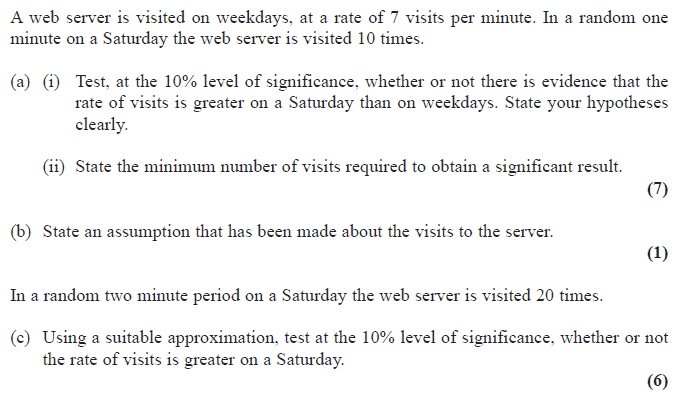 A web server is visited on weekdays, at a rate of 7 visits per minute. In a random one
minute on a Saturday the web server is visited 10 times.
(a) (i) Test, at the 10% level of significance, whether or not there is evidence that the
rate of visits is greater on a Saturday than on weekdays. State your hypotheses
clearly.
(ii) State the minimum number of visits required to obtain a significant result.
(7)
(b) State an assumption that has been made about the visits to the server.
(1)
In a random two minute period on a Saturday the web server is visited 20 times.
(c) Using a suitable approximation, test at the 10% level of significance, whether or not
the rate of visits is greater on a Saturday.
(6)